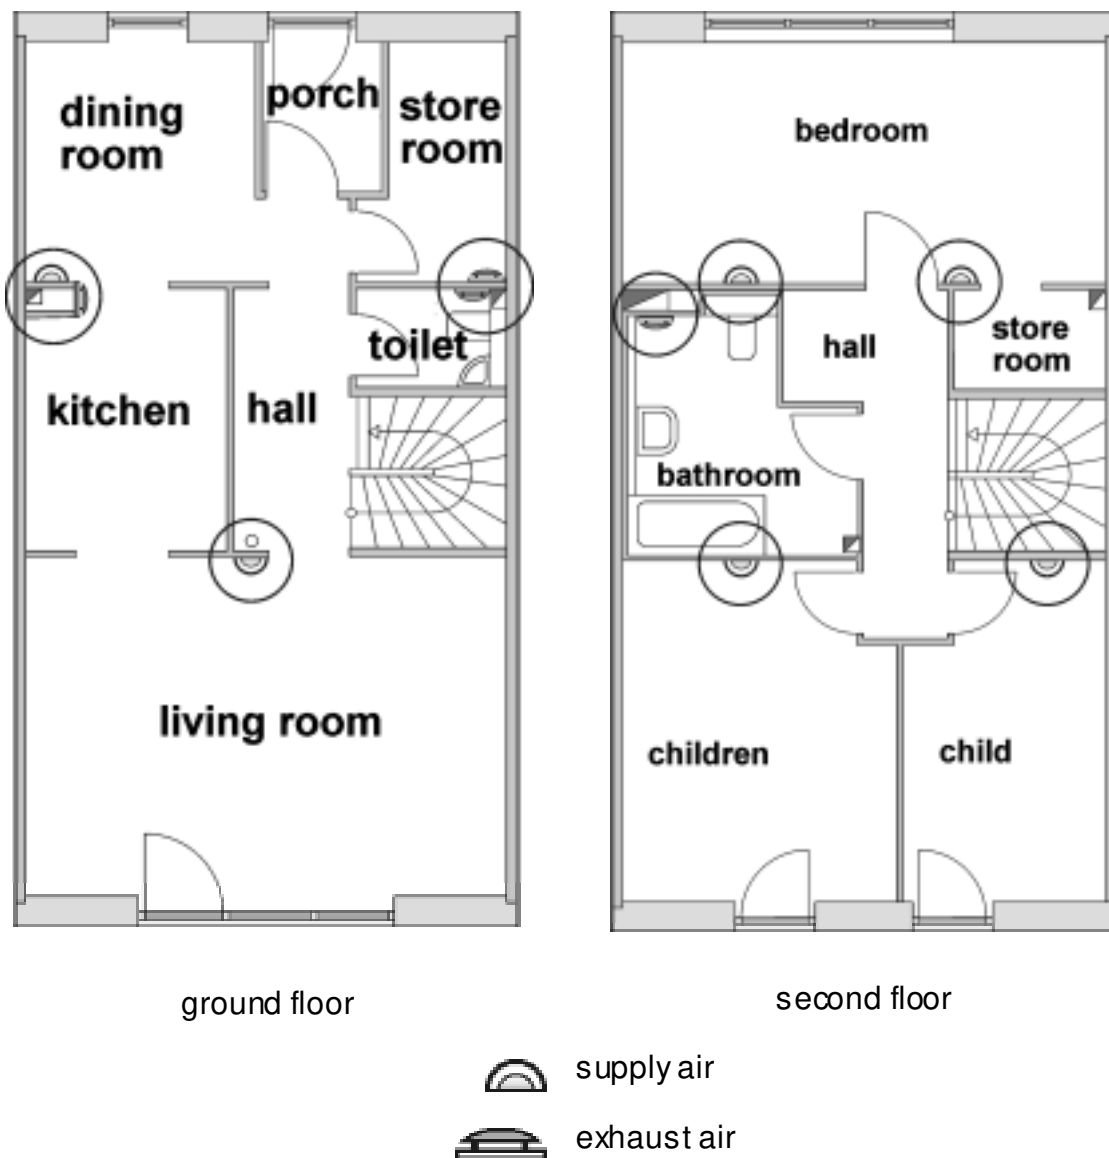 dining
room
porch
store
room
toilet
kitchen
hall
living room
bedroom
hall
store
room
bathroom
children
child
ground floor
second floor
supply air
exhaust air